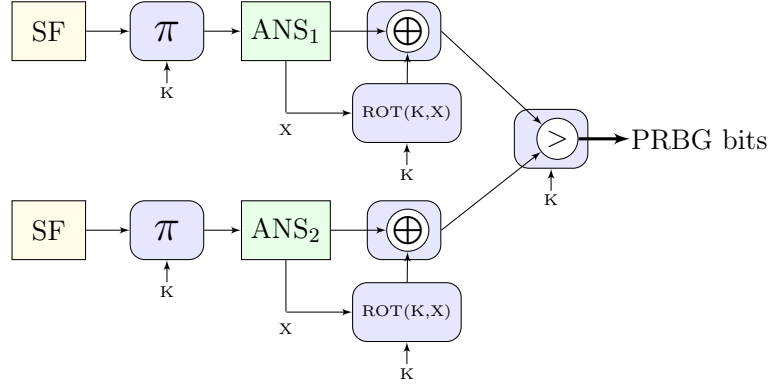 SF π ANS₁ ⊕
K
X ROT(K,X)
K
> PRBG bits
K
SF π ANS₂ ⊕
K
X ROT(K,X)
K